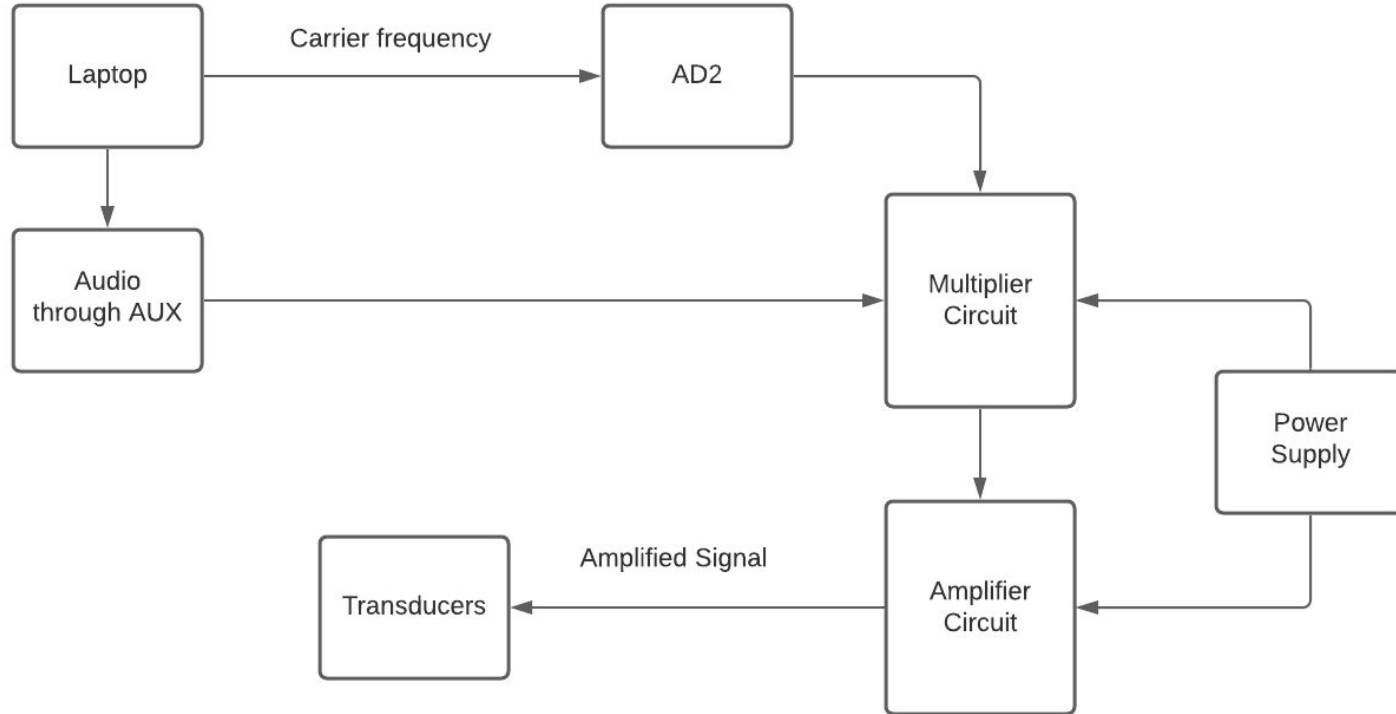 Carrier frequency
Laptop
AD2
Audio
through AUX
Multiplier
Circuit
Power
Supply
Amplified Signal
Transducers
Amplifier
Circuit